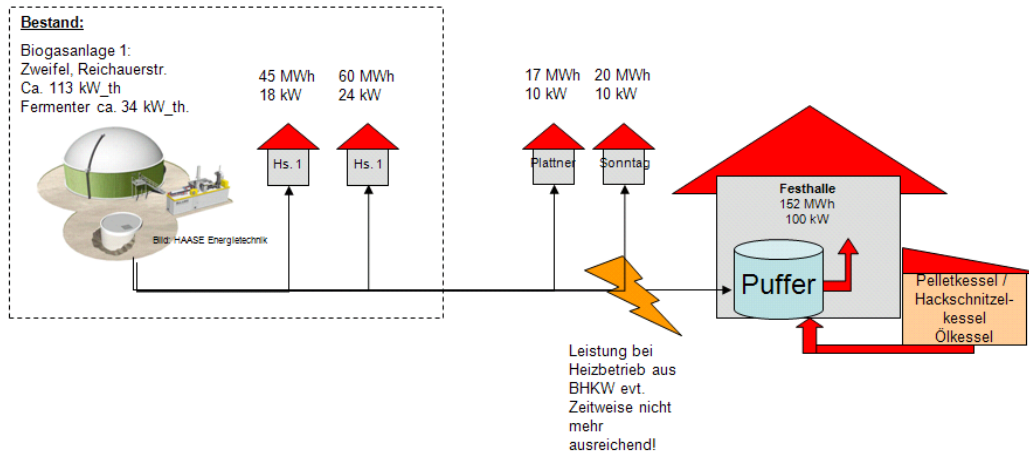 Bestand:
Biogasanlage 1:
Zweifel, Reichauerstr.
Ca. 113 kW_th
Fermenter ca. 34 kW_th.
45 MWh
18 kW
60 MWh
24 kW
17 MWh
10 kW
20 MWh
10 kW
Hs. 1
Hs. 1
Plattner
Sonntag
Festhalle
152 MWh
100 kW
Bild: HAASE Energietechnik
Puffer
Pelletkessel /
Hackschnitzel-
kessel
Ölkessel
Leistung bei
Heizbetrieb aus
BHKW evt.
Zeitweise nicht
mehr
ausreichend!